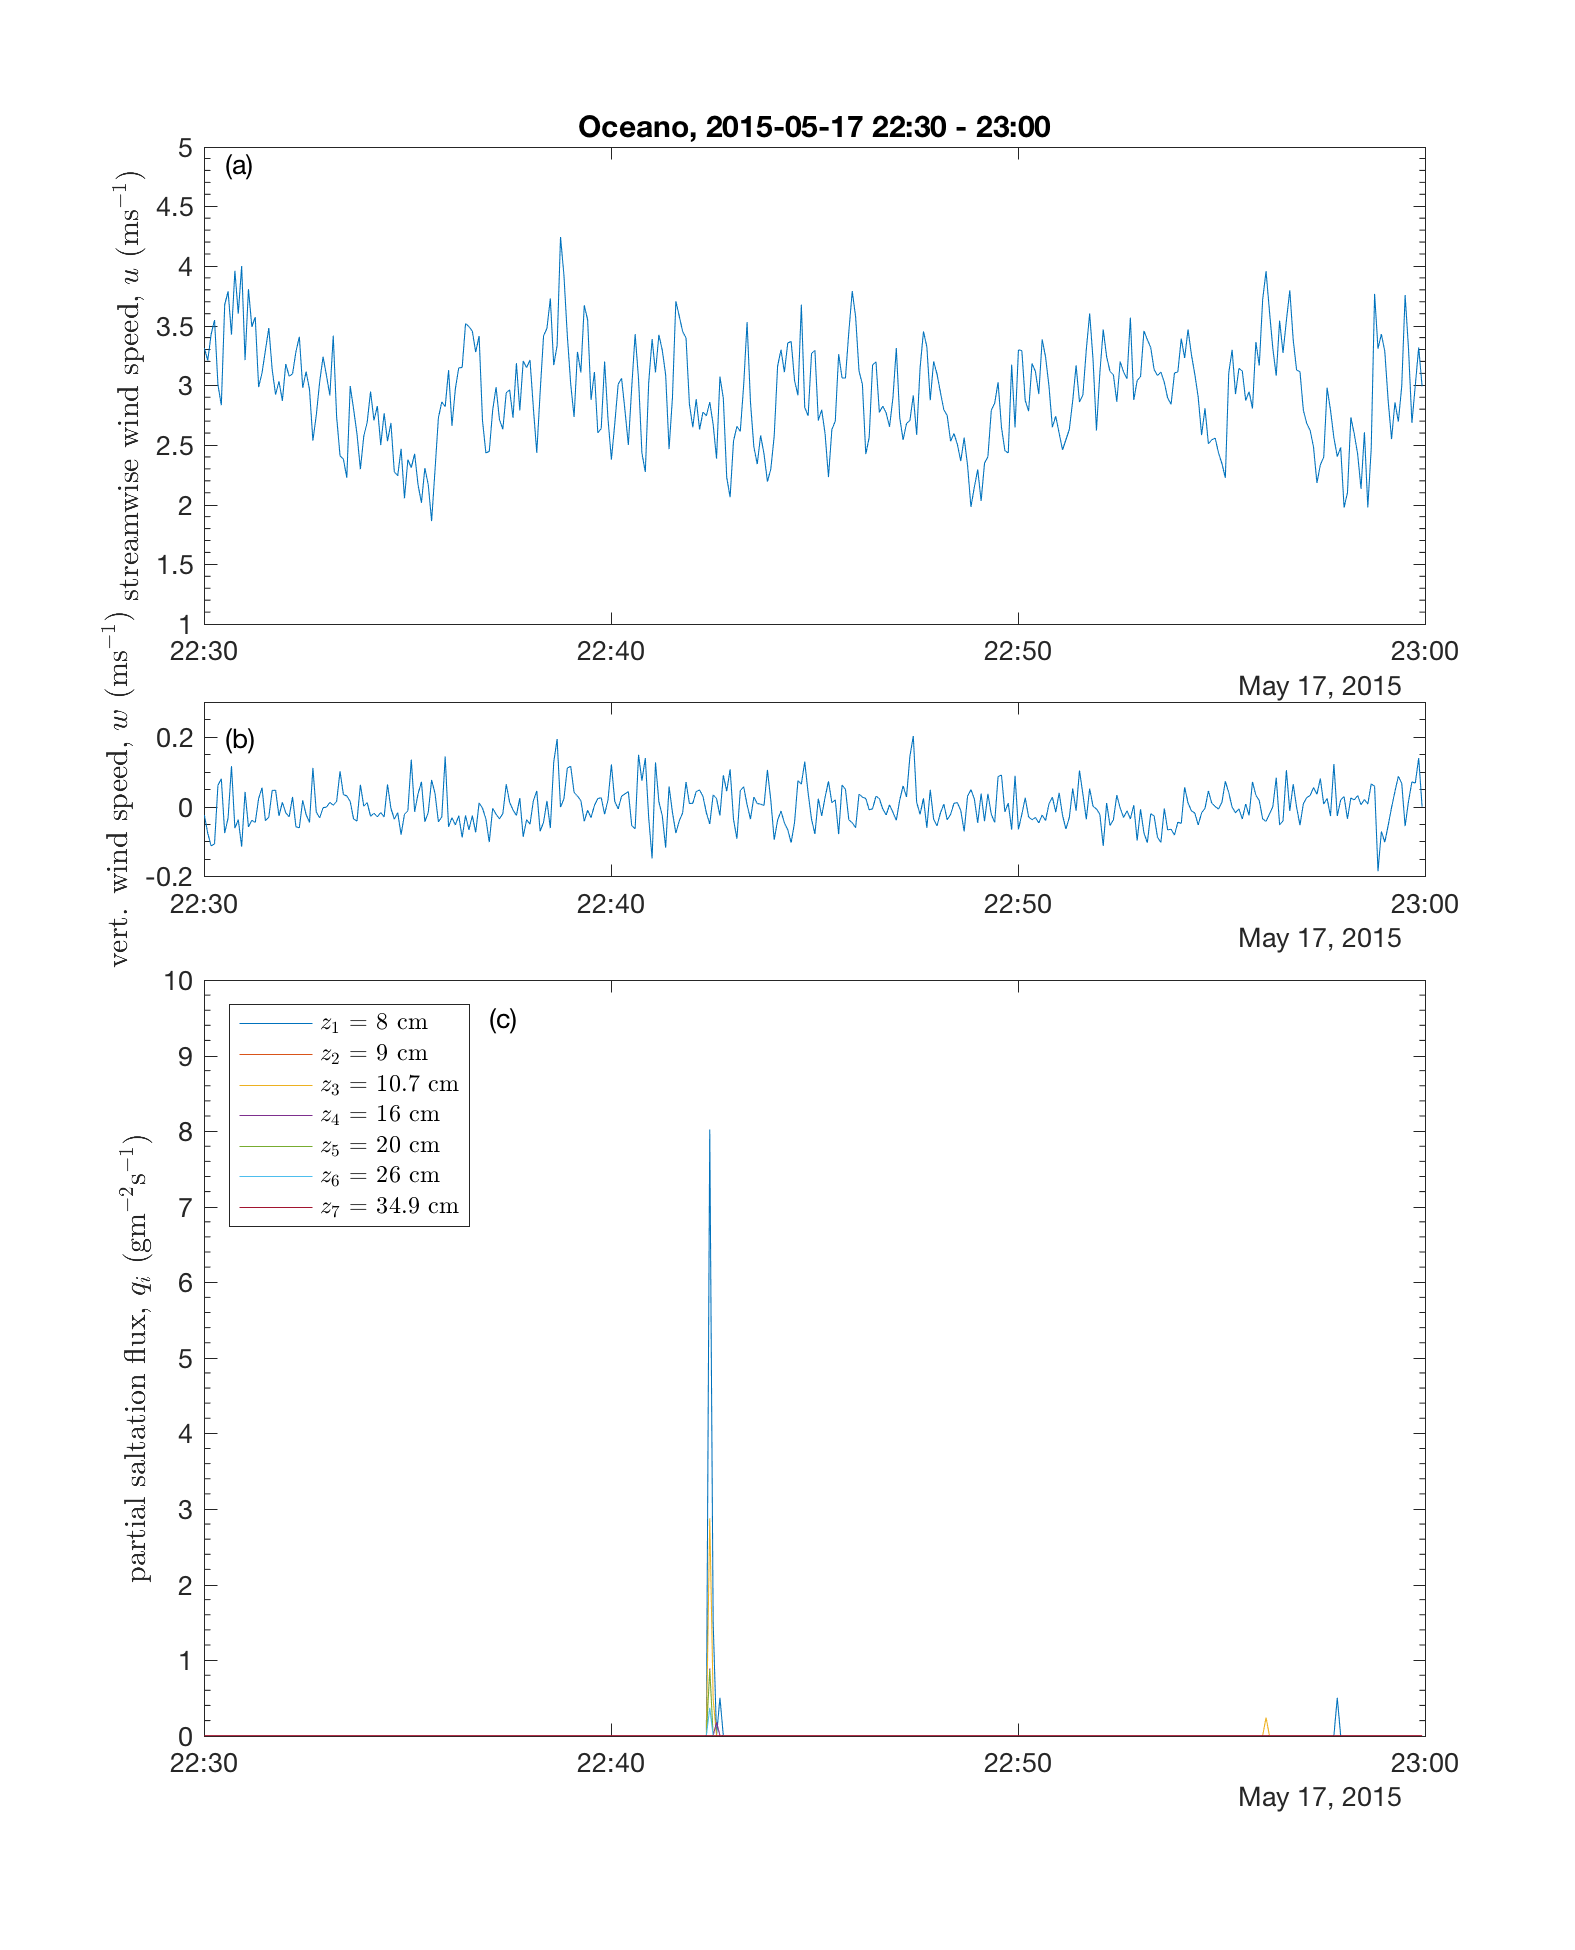 Oceano, 2015-05-17 22:30 - 23:00
(a)
streamwise wind speed, u (ms⁻¹)
5
4.5
4
3.5
3
2.5
2
1.5
1
22:30 22:40 22:50 23:00
May 17, 2015
(b)
vert. wind speed, w (ms⁻¹)
0.2
0
-0.2
22:30 22:40 22:50 23:00
May 17, 2015
(c)
partial saltation flux, qᵢ (gm⁻²s⁻¹)
10
9
8
7
6
5
4
3
2
1
0
z₁ = 8 cm
z₂ = 9 cm
z₃ = 10.7 cm
z₄ = 16 cm
z₅ = 20 cm
z₆ = 26 cm
z₇ = 34.9 cm
22:30 22:40 22:50 23:00
May 17, 2015